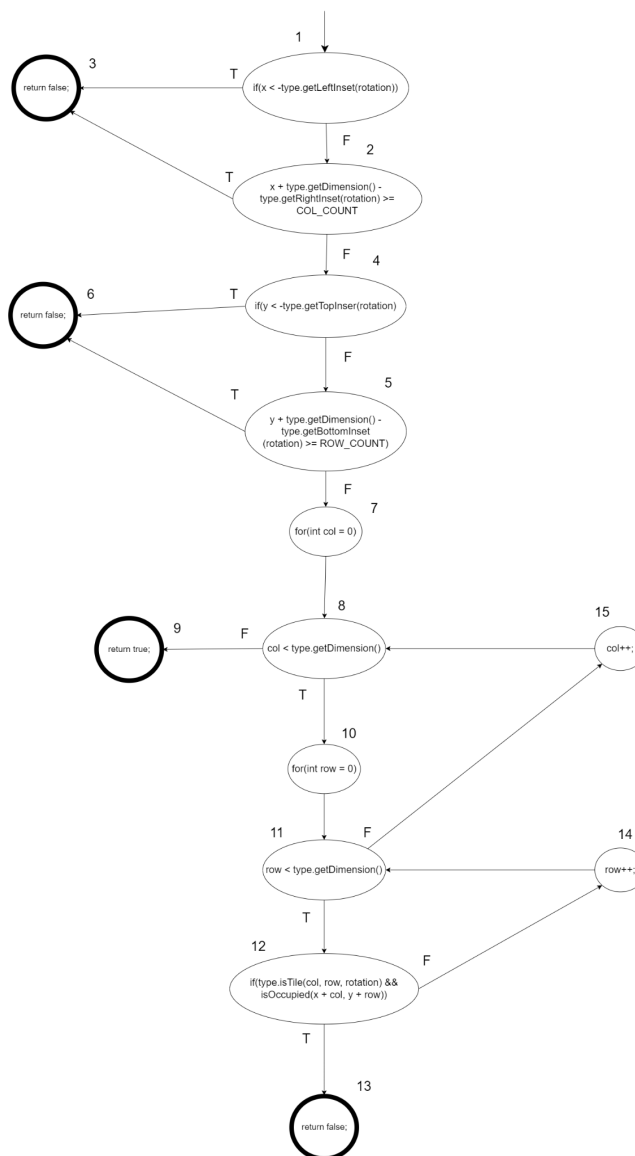 1
if(x < -type.getLeftInset(rotation))
T
3
return false;
F
2
x + type.getDimension() -
type.getRightInset(rotation) >=
COL_COUNT
T
F
4
if(y < -type.getTopInser(rotation)
T
6
return false;
F
5
y + type.getDimension() -
type.getBottomInset
(rotation) >= ROW_COUNT)
T
F
7
for(int col = 0)
8
col < type.getDimension()
F
9
return true;
15
col++;
T
10
for(int row = 0)
11
row < type.getDimension()
F
14
row++;
T
12
if(type.isTile(col, row, rotation) &&
isOccupied(x + col, y + row))
F
T
13
return false;